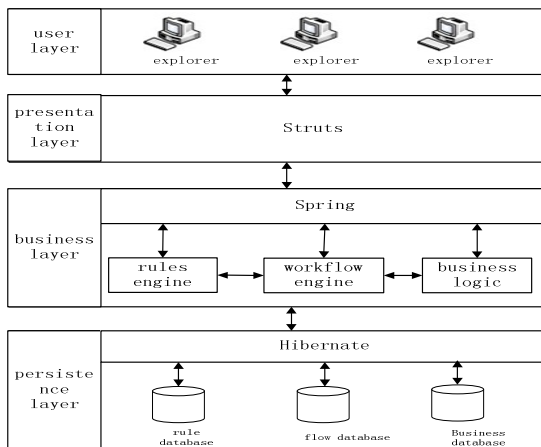 user
layer
explorer explorer explorer
presenta
tion
layer
Struts
business
layer
Spring
rules
engine
workflow
engine
business
logic
persiste
nce
layer
Hibernate
rule
database
flow database
Business
database